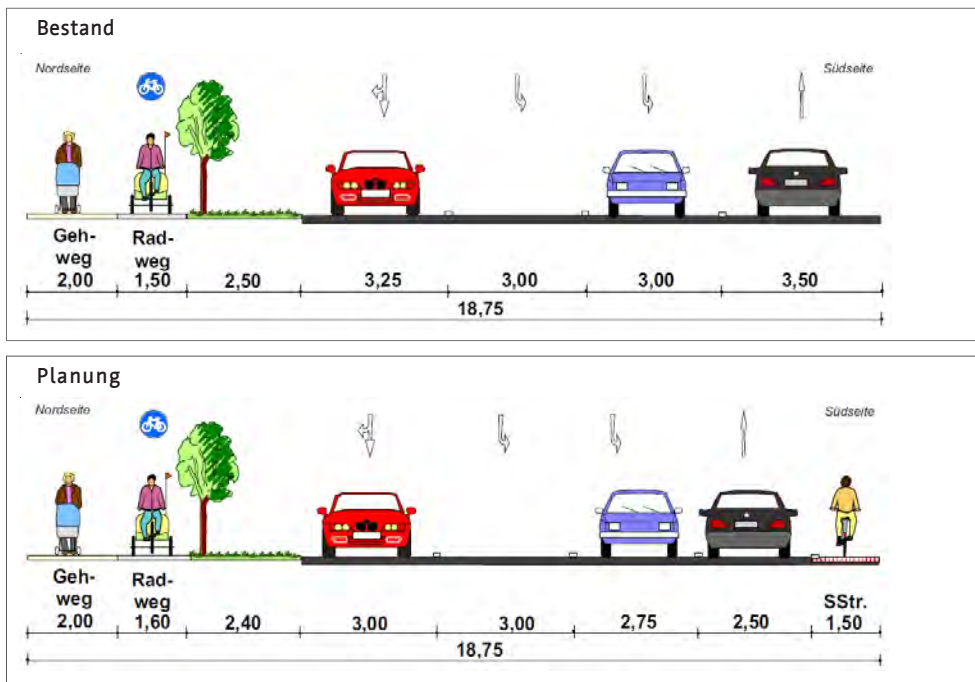 Bestand
Nordseite
Südseite
Geh-
weg
2,00
Rad-
weg
1,50
2,50
3,25
3,00
3,00
3,50
18,75
Planung
Nordseite
Südseite
Geh-
weg
2,00
Rad-
weg
1,60
2,40
3,00
3,00
2,75
2,50
SStr.
1,50
18,75